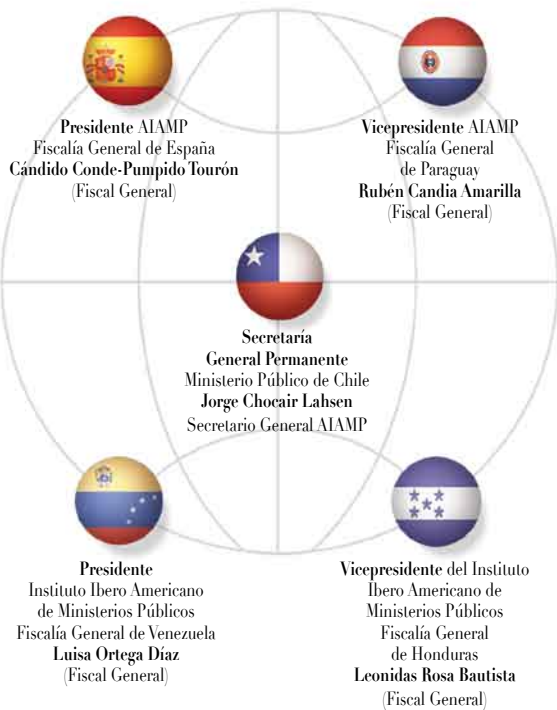 Presidente AIAMP
Fiscalía General de España
Cándido Conde-Pumpido Tourón
(Fiscal General)
Vicepresidente AIAMP
Fiscalía General
de Paraguay
Rubén Candia Amarilla
(Fiscal General)
Secretaría
General Permanente
Ministerio Público de Chile
Jorge Chocair Lahsen
Secretario General AIAMP
Presidente
Instituto Ibero Americano
de Ministerios Públicos
Fiscalía General de Venezuela
Luisa Ortega Díaz
(Fiscal General)
Vicepresidente del Instituto
Ibero Americano de
Ministerios Públicos
Fiscalía General
de Honduras
Leonidas Rosa Bautista
(Fiscal General)